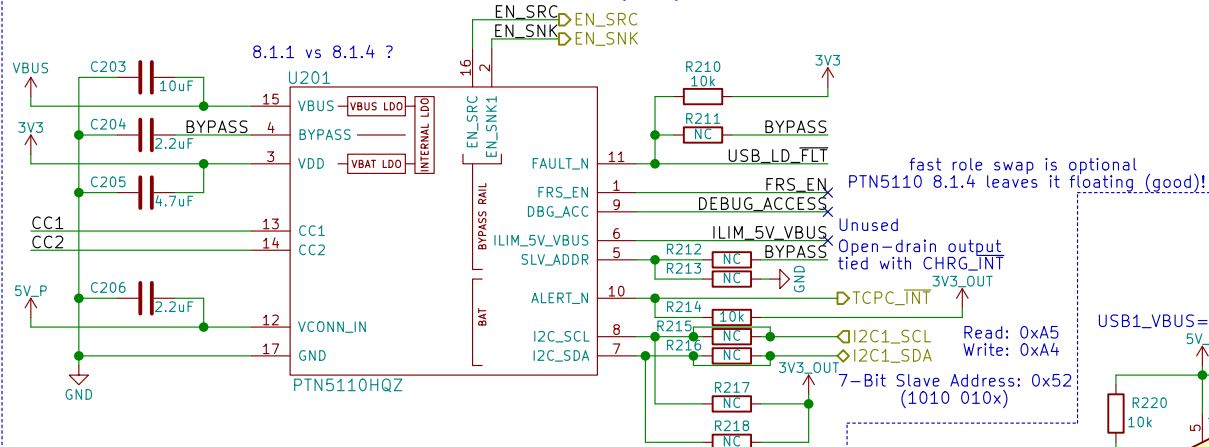 EN_SRC
EN_SRC
EN_SNK
EN_SNK
8.1.1 vs 8.1.4 ?
VBUS
C203
10uF
U201
16
2
R210
10k
3V3
15
VBUS
VBUS LDO
INTERNAL LDO
EN_SRC
EN_SNK1
3V3
C204
2.2uF
BYPASS
4
BYPASS
R211
NC
BYPASS
3
VDD
VBAT LDO
FAULT_N
11
USB_LD_FLT
fast role swap is optional
PTN5110 8.1.4 leaves it floating (good)!
C205
4.7uF
BYPASS RAIL
FRS_EN
1
FRS_EN
DBG_ACC
9
DEBUG_ACCESS
CC1
13
CC1
Unused
CC2
14
CC2
ILIM_5V_VBUS
6
ILIM_5V_VBUS
Open-drain output
tied with CHRG_INT
SLV_ADDR
5
R212
NC
BYPASS
R213
NC
GND
5V_P
C206
2.2uF
BAT
ALERT_N
10
TCPC_INT
3V3_OUT
R214
10k
12
VCONN_IN
I2C_SCL
8
R215
NC
I2C1_SCL
Read: 0xA5
Write: 0xA4
USB1_VBUS=
17
GND
I2C_SDA
7
R216
NC
I2C1_SDA
5V_
GND
PTN5110HQZ
3V3_OUT
7-Bit Slave Address: 0x52
(1010 010x)
R217
NC
R220
10k
5
R218
NC